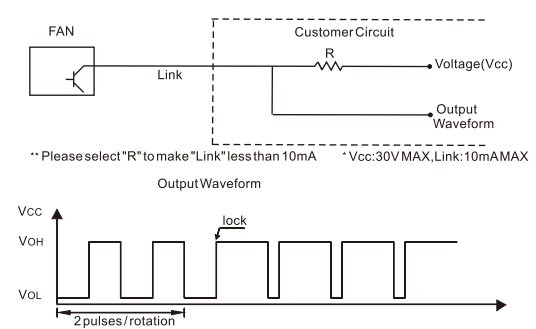 FAN
Customer Circuit
R
Voltage(Vcc)
Link
Output
Waveform
** Please select "R" to make "Link" less than 10mA
* Vcc:30V MAX,Link:10mA MAX
Output Waveform
VCC
lock
VOH
VOL
2 pulses/rotation